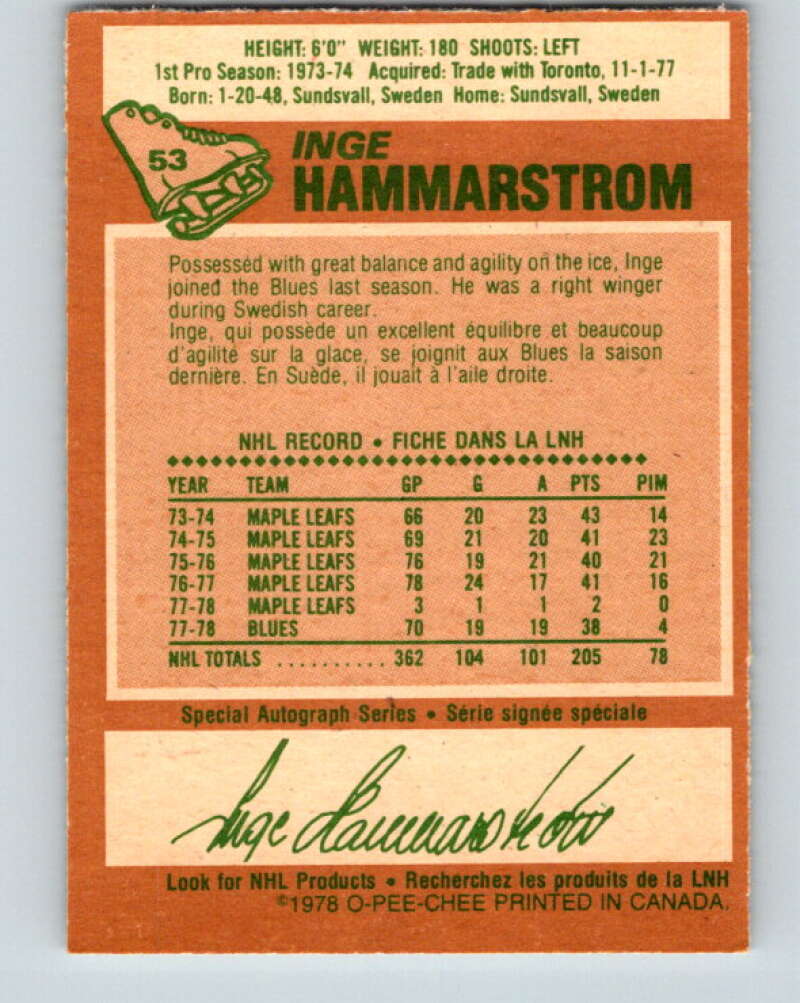 HEIGHT: 6'0" WEIGHT: 180 SHOOTS: LEFT
1st Pro Season: 1973-74 Acquired: Trade with Toronto, 11-1-77
Born: 1-20-48, Sundsvall, Sweden Home: Sundsvall, Sweden
53
INGE
HAMMARSTROM
Possessed with great balance and agility on the ice, Inge
joined the Blues last season. He was a right winger
during Swedish career.
Inge, qui possède un excellent équilibre et beaucoup
d'agilité sur la glace, se joignit aux Blues la saison
dernière. En Suède, il jouait à l'aile droite.
NHL RECORD • FICHE DANS LA LNH
YEAR TEAM GP G A PTS PIM
73-74 MAPLE LEAFS 66 20 23 43 14
74-75 MAPLE LEAFS 69 21 20 41 23
75-76 MAPLE LEAFS 76 19 21 40 21
76-77 MAPLE LEAFS 78 24 17 41 16
77-78 MAPLE LEAFS 3 1 1 2 0
77-78 BLUES 70 19 19 38 4
NHL TOTALS .......... 362 104 101 205 78
Special Autograph Series • Série signée spéciale
Inge Hammarström
Look for NHL Products • Recherchez les produits de la LNH
©1978 O-PEE-CHEE PRINTED IN CANADA.